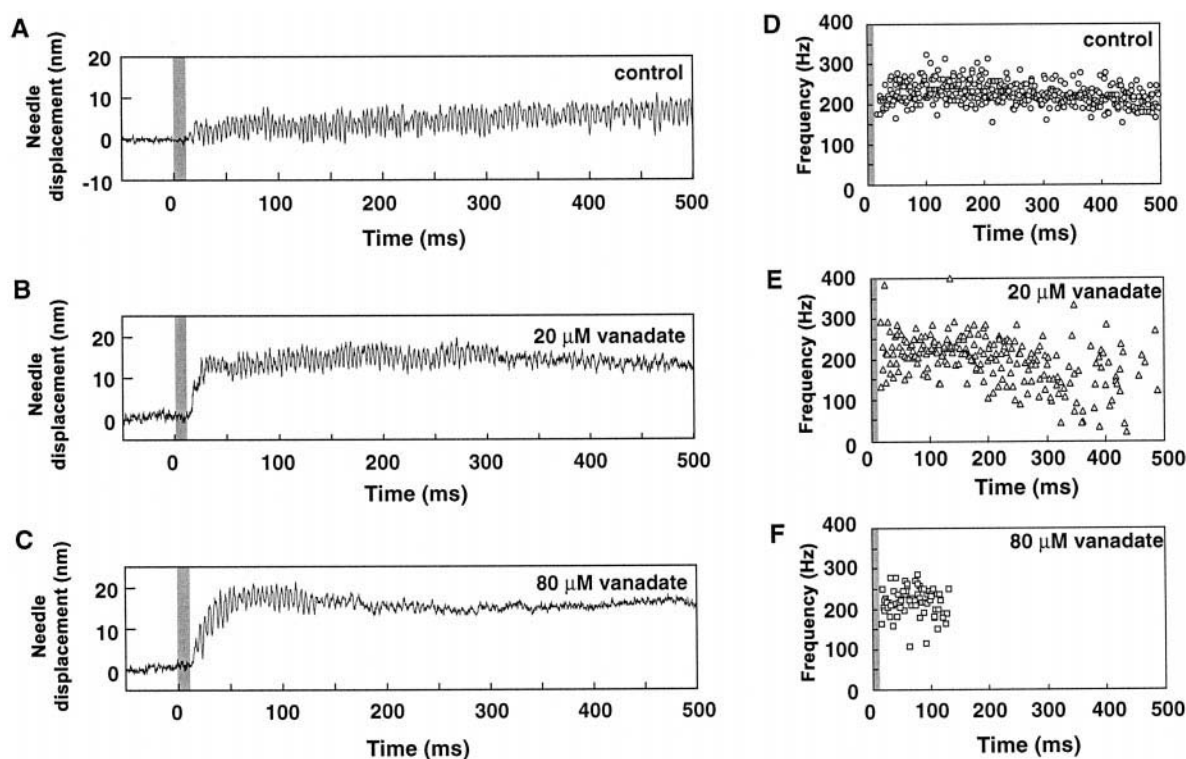 A
Needle
displacement (nm)
20
10
0
-10
control
0 100 200 300 400 500
Time (ms)
B
Needle
displacement (nm)
20
10
0
20 μM vanadate
0 100 200 300 400 500
Time (ms)
C
Needle
displacement (nm)
20
10
0
80 μM vanadate
0 100 200 300 400 500
Time (ms)
D
Frequency (Hz)
400
300
200
100
0
control
0 100 200 300 400 500
Time (ms)
E
Frequency (Hz)
400
300
200
100
0
20 μM vanadate
0 100 200 300 400 500
Time (ms)
F
Frequency (Hz)
400
300
200
100
0
80 μM vanadate
0 100 200 300 400 500
Time (ms)